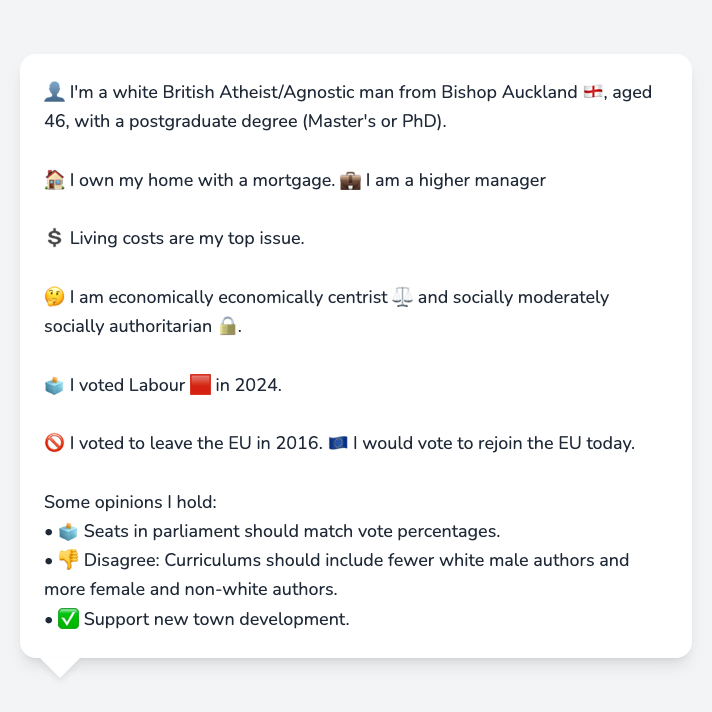 👤 I'm a white British Atheist/Agnostic man from Bishop Auckland 🏴󠁧󠁢󠁥󠁮󠁧󠁿, aged
46, with a postgraduate degree (Master's or PhD).
🏠 I own my home with a mortgage. 💼 I am a higher manager
💲 Living costs are my top issue.
🤔 I am economically economically centrist ⚖️ and socially moderately
socially authoritarian 🔒.
🗳️ I voted Labour 🟥 in 2024.
🚫 I voted to leave the EU in 2016. 🇪🇺 I would vote to rejoin the EU today.
Some opinions I hold:
• 🗳️ Seats in parliament should match vote percentages.
• 👎 Disagree: Curriculums should include fewer white male authors and
more female and non-white authors.
• ✅ Support new town development.